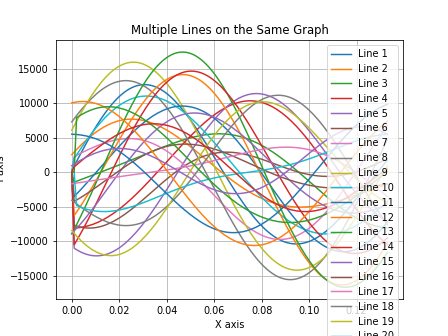 Multiple Lines on the Same Graph
15000
10000
5000
0
−5000
−10000
−15000
0.00
0.02
0.04
0.06
0.08
0.10
X axis
axis
Line 1
Line 2
Line 3
Line 4
Line 5
Line 6
Line 7
Line 8
Line 9
Line 10
Line 11
Line 12
Line 13
Line 14
Line 15
Line 16
Line 17
Line 18
Line 19
Line 20